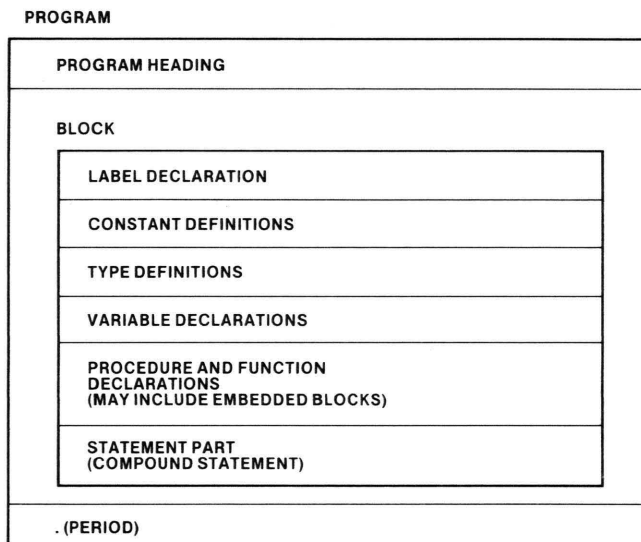 PROGRAM
PROGRAM HEADING
BLOCK
LABEL DECLARATION
CONSTANT DEFINITIONS
TYPE DEFINITIONS
VARIABLE DECLARATIONS
PROCEDURE AND FUNCTION
DECLARATIONS
(MAY INCLUDE EMBEDDED BLOCKS)
STATEMENT PART
(COMPOUND STATEMENT)
. (PERIOD)